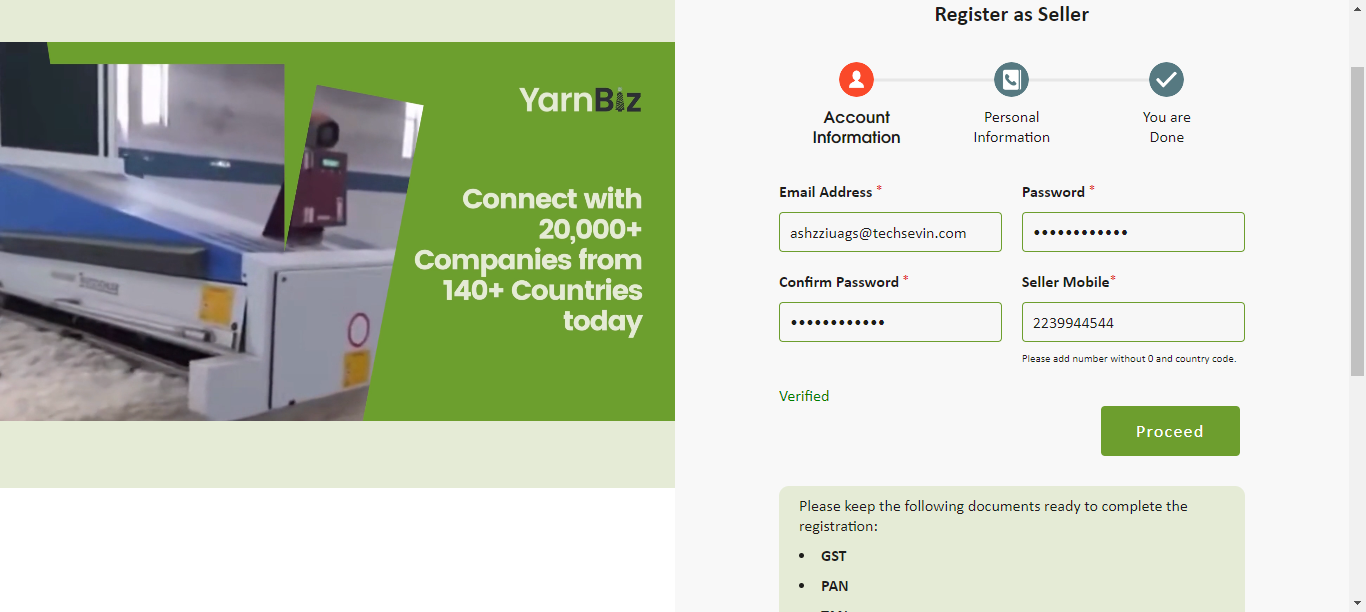 YarnBiz
Connect with
20,000+
Companies from
140+ Countries
today
Register as Seller
Account
Information
Personal
Information
You are
Done
Email Address *
Password *
ashzziuags@techsevin.com
••••••••••••
Confirm Password *
Seller Mobile*
••••••••••••
2239944544
Please add number without 0 and country code.
Verified
Proceed
Please keep the following documents ready to complete the
registration:
• GST
• PAN